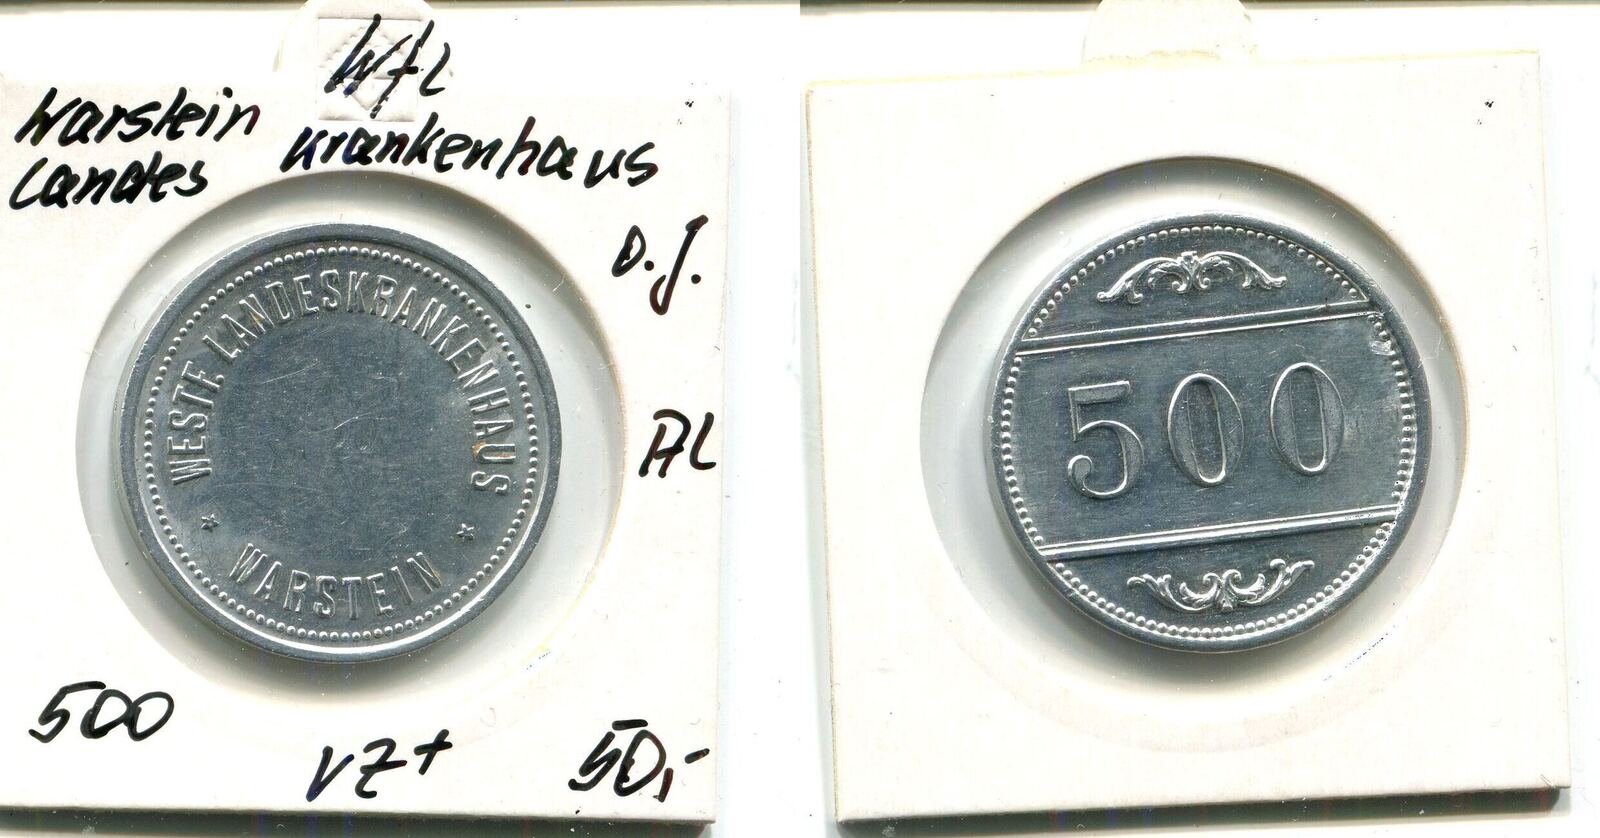 Wfl
Warstein
Landes
Krankenhaus
o.J.
AL
WESTF. LANDESKRANKENHAUS
* WARSTEIN *
500
vz+
50,-
500